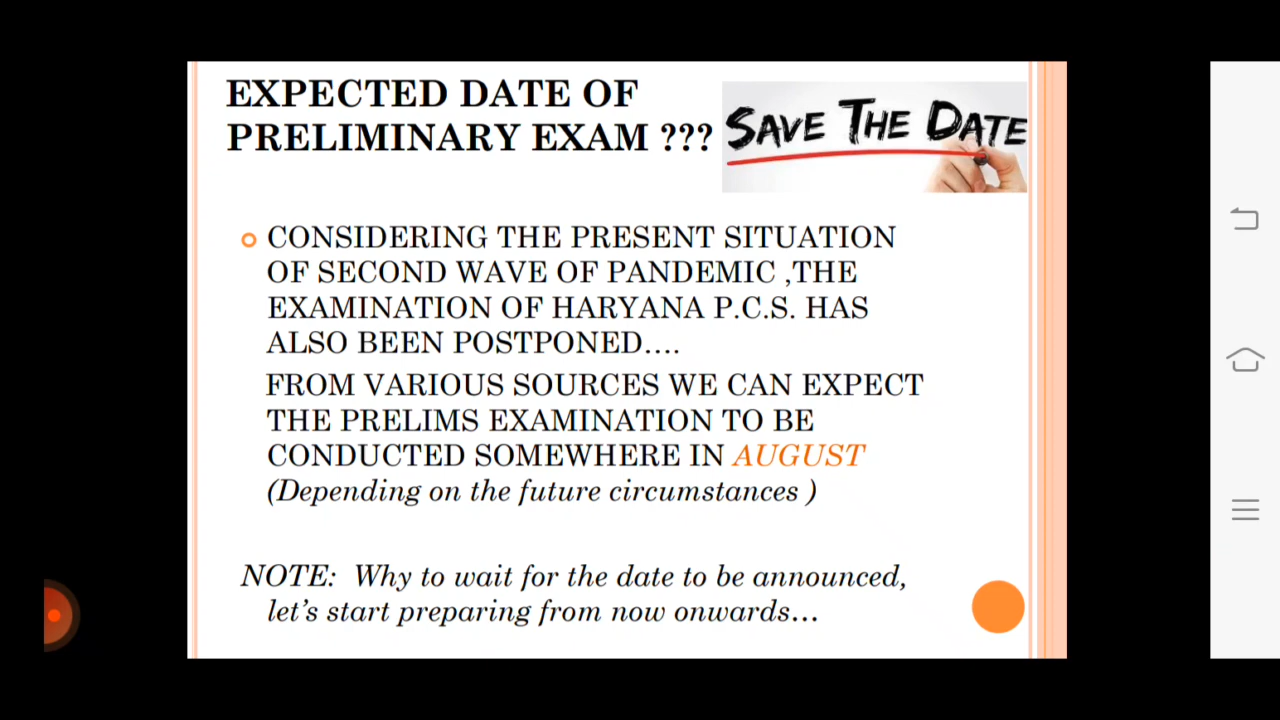 EXPECTED DATE OF
PRELIMINARY EXAM ???
SAVE THE DATE
CONSIDERING THE PRESENT SITUATION
OF SECOND WAVE OF PANDEMIC ,THE
EXAMINATION OF HARYANA P.C.S. HAS
ALSO BEEN POSTPONED....
FROM VARIOUS SOURCES WE CAN EXPECT
THE PRELIMS EXAMINATION TO BE
CONDUCTED SOMEWHERE IN AUGUST
(Depending on the future circumstances )
NOTE: Why to wait for the date to be announced,
let's start preparing from now onwards...